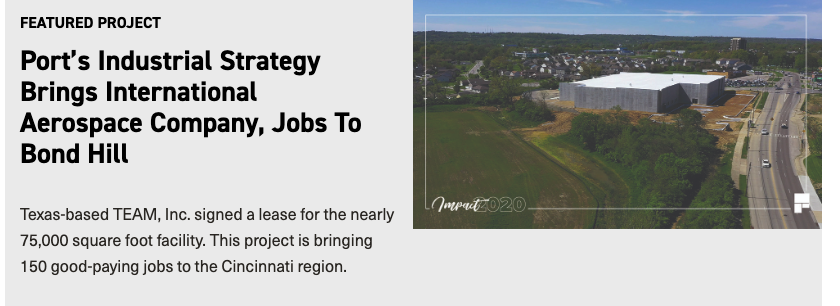 FEATURED PROJECT
Port's Industrial Strategy
Brings International
Aerospace Company, Jobs To
Bond Hill
Texas-based TEAM, Inc. signed a lease for the nearly
75,000 square foot facility. This project is bringing
150 good-paying jobs to the Cincinnati region.
Impact2020